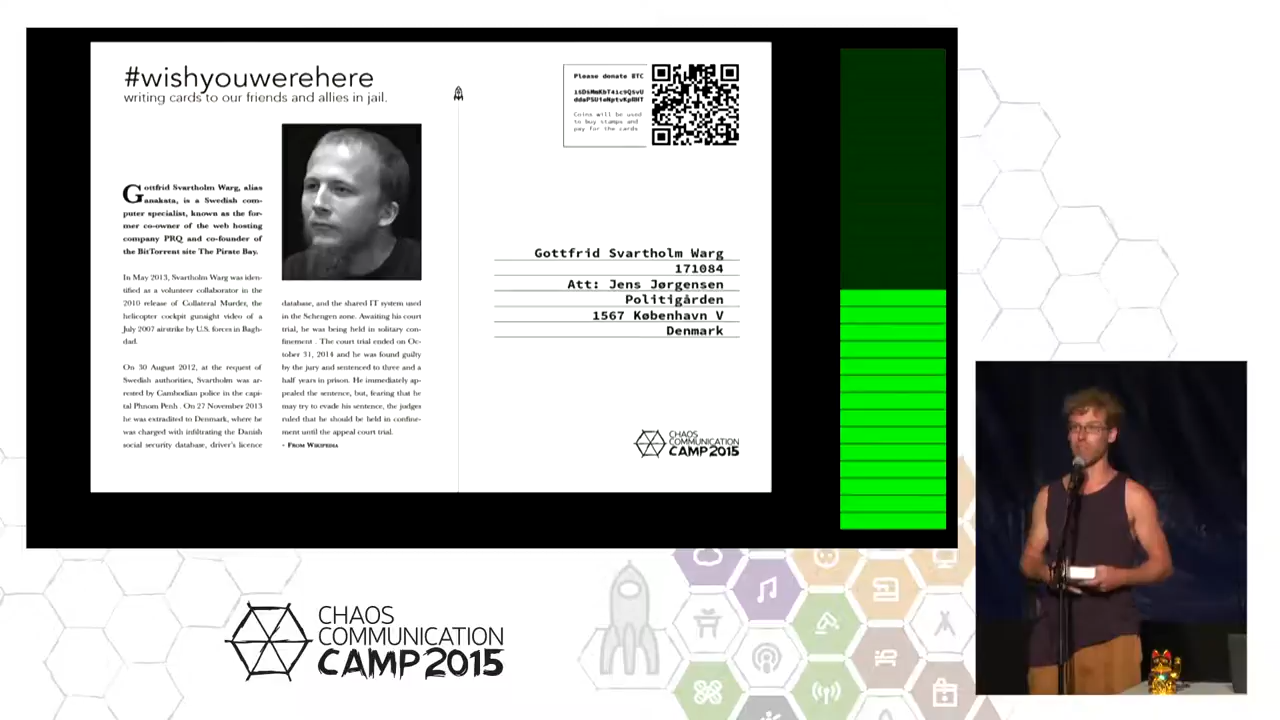 #wishyouwerehere
writing cards to our friends and allies in jail.
Gottfrid Svartholm Warg, alias
anakata, is a Swedish com-
puter specialist, known as the for-
mer co-owner of the web hosting
company PRQ and co-founder of
the BitTorrent site The Pirate Bay.
In May 2013, Svartholm Warg was iden-
tified as a volunteer collaborator in the
2010 release of Collateral Murder, the
helicopter cockpit gunsight video of a
July 2007 airstrike by U.S. forces in Bagh-
dad.
On 30 August 2012, at the request of
Swedish authorities, Svartholm was ar-
rested by Cambodian police in the capi-
tal Phnom Penh . On 27 November 2013
he was extradited to Denmark, where he
was charged with infiltrating the Danish
social security database, driver's licence
database, and the shared IT system used
in the Schengen zone. Awaiting his court
trial, he was being held in solitary con-
finement . The court trial ended on Oc-
tober 31, 2014 and he was found guilty
by the jury and sentenced to three and a
half years in prison. He immediately ap-
pealed the sentence, but, fearing that he
may try to evade his sentence, the judges
ruled that he should be held in confine-
ment until the appeal court trial.
- From Wikipedia
Please donate BTC
Coins will be used
to buy stamps and
pay for the cards
Gottfrid Svartholm Warg
171084
Att: Jens Jørgensen
Politigården
1567 København V
Denmark
CHAOS
COMMUNICATION
CAMP 2015
CHAOS
COMMUNICATION
CAMP 2015